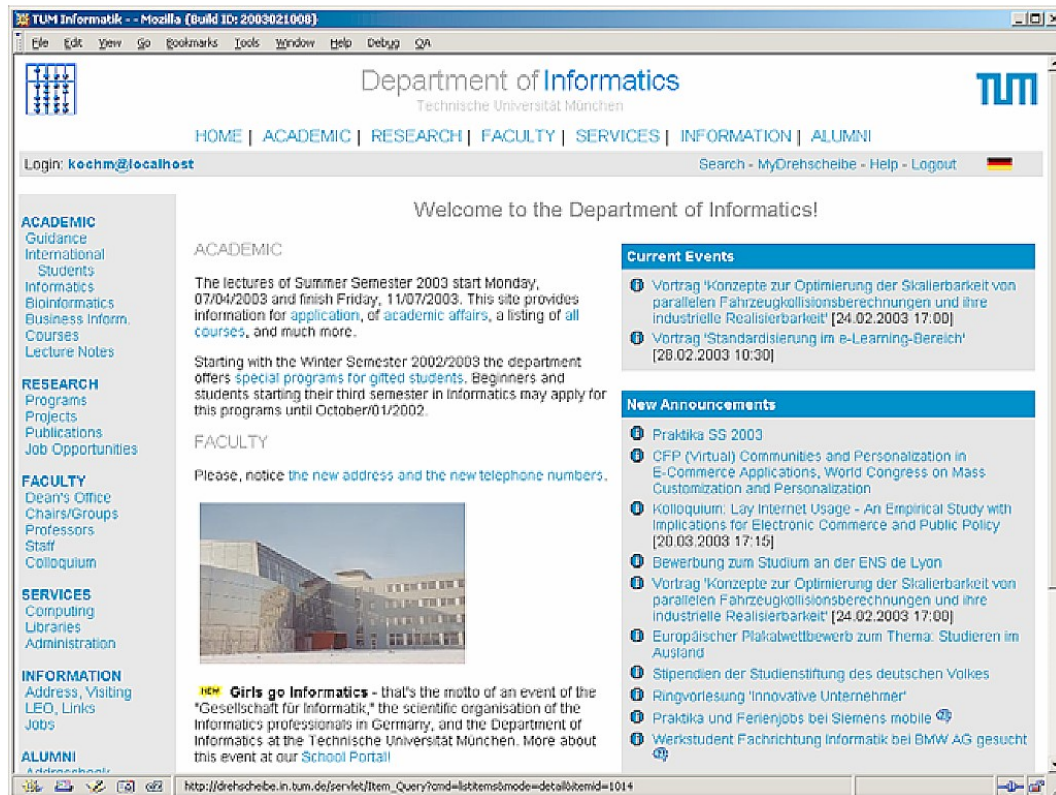 TUM Informatik - - Mozilla {Build ID: 2003021008}
File Edit View Go Bookmarks Tools Window Help Debug QA
Department of Informatics
Technische Universität München
TUM
HOME | ACADEMIC | RESEARCH | FACULTY | SERVICES | INFORMATION | ALUMNI
Login: kochm@localhost
Search - MyDrehscheibe - Help - Logout
ACADEMIC
Guidance
International
Students
Informatics
Bioinformatics
Business Inform.
Courses
Lecture Notes
RESEARCH
Programs
Projects
Publications
Job Opportunities
FACULTY
Dean's Office
Chairs/Groups
Professors
Staff
Colloquium
SERVICES
Computing
Libraries
Administration
INFORMATION
Address, Visiting
LEO, Links
Jobs
ALUMNI
Addressbook
Welcome to the Department of Informatics!
ACADEMIC
The lectures of Summer Semester 2003 start Monday,
07/04/2003 and finish Friday, 11/07/2003. This site provides
information for application, of academic affairs, a listing of all
courses, and much more.
Starting with the Winter Semester 2002/2003 the department
offers special programs for gifted students. Beginners and
students starting their third semester in Informatics may apply for
this programs until October/01/2002.
FACULTY
Please, notice the new address and the new telephone numbers.
NEW Girls go Informatics - that's the motto of an event of the
"Gesellschaft für Informatik," the scientific organisation of the
Informatics professionals in Germany, and the Department of
Informatics at the Technische Universität München. More about
this event at our School Portal!
Current Events
Vortrag 'Konzepte zur Optimierung der Skalierbarkeit von
parallelen Fahrzeugkollisionsberechnungen und ihre
industrielle Realisierbarkeit' [24.02.2003 17:00]
Vortrag 'Standardisierung im e-Learning-Bereich'
[28.02.2003 10:30]
New Announcements
Praktika SS 2003
CFP (Virtual) Communities and Personalization in
E-Commerce Applications, World Congress on Mass
Customization and Personalization
Kolloquium: Lay Internet Usage - An Empirical Study with
Implications for Electronic Commerce and Public Policy
[20.03.2003 17:15]
Bewerbung zum Studium an der ENS de Lyon
Vortrag 'Konzepte zur Optimierung der Skalierbarkeit von
parallelen Fahrzeugkollisionsberechnungen und ihre
industrielle Realisierbarkeit' [24.02.2003 17:00]
Europäischer Plakatwettbewerb zum Thema: Studieren im
Ausland
Stipendien der Studienstiftung des deutschen Volkes
Ringvorlesung 'Innovative Unternehmer'
Praktika und Ferienjobs bei Siemens mobile
Werkstudent Fachrichtung Informatik bei BMW AG gesucht
http://drehscheibe.in.tum.de/servlet/Item_Query?cmd=listitems&mode=detail&itemid=1014